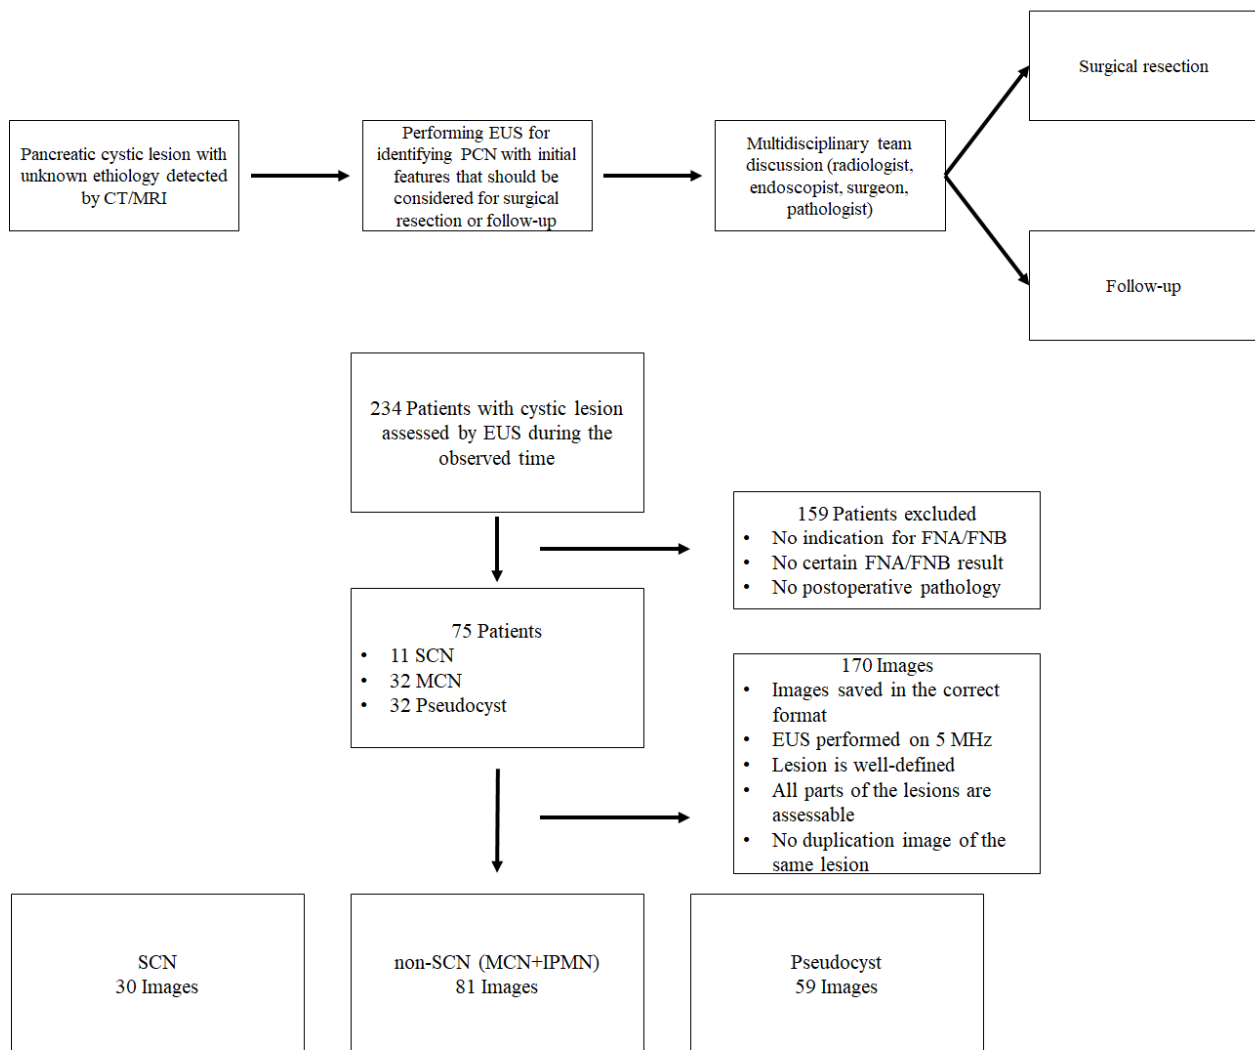 Surgical resection
Pancreatic cystic lesion with
unknown ethiology detected
by CT/MRI
Performing EUS for
identifying PCN with initial
features that should be
considered for surgical
resection or follow-up
Multidisciplinary team
discussion (radiologist,
endoscopist, surgeon,
pathologist)
Follow-up
234 Patients with cystic lesion
assessed by EUS during the
observed time
159 Patients excluded
• No indication for FNA/FNB
• No certain FNA/FNB result
• No postoperative pathology
75 Patients
• 11 SCN
• 32 MCN
• 32 Pseudocyst
170 Images
• Images saved in the correct
format
• EUS performed on 5 MHz
• Lesion is well-defined
• All parts of the lesions are
assessable
• No duplication image of the
same lesion
SCN
30 Images
non-SCN (MCN+IPMN)
81 Images
Pseudocyst
59 Images